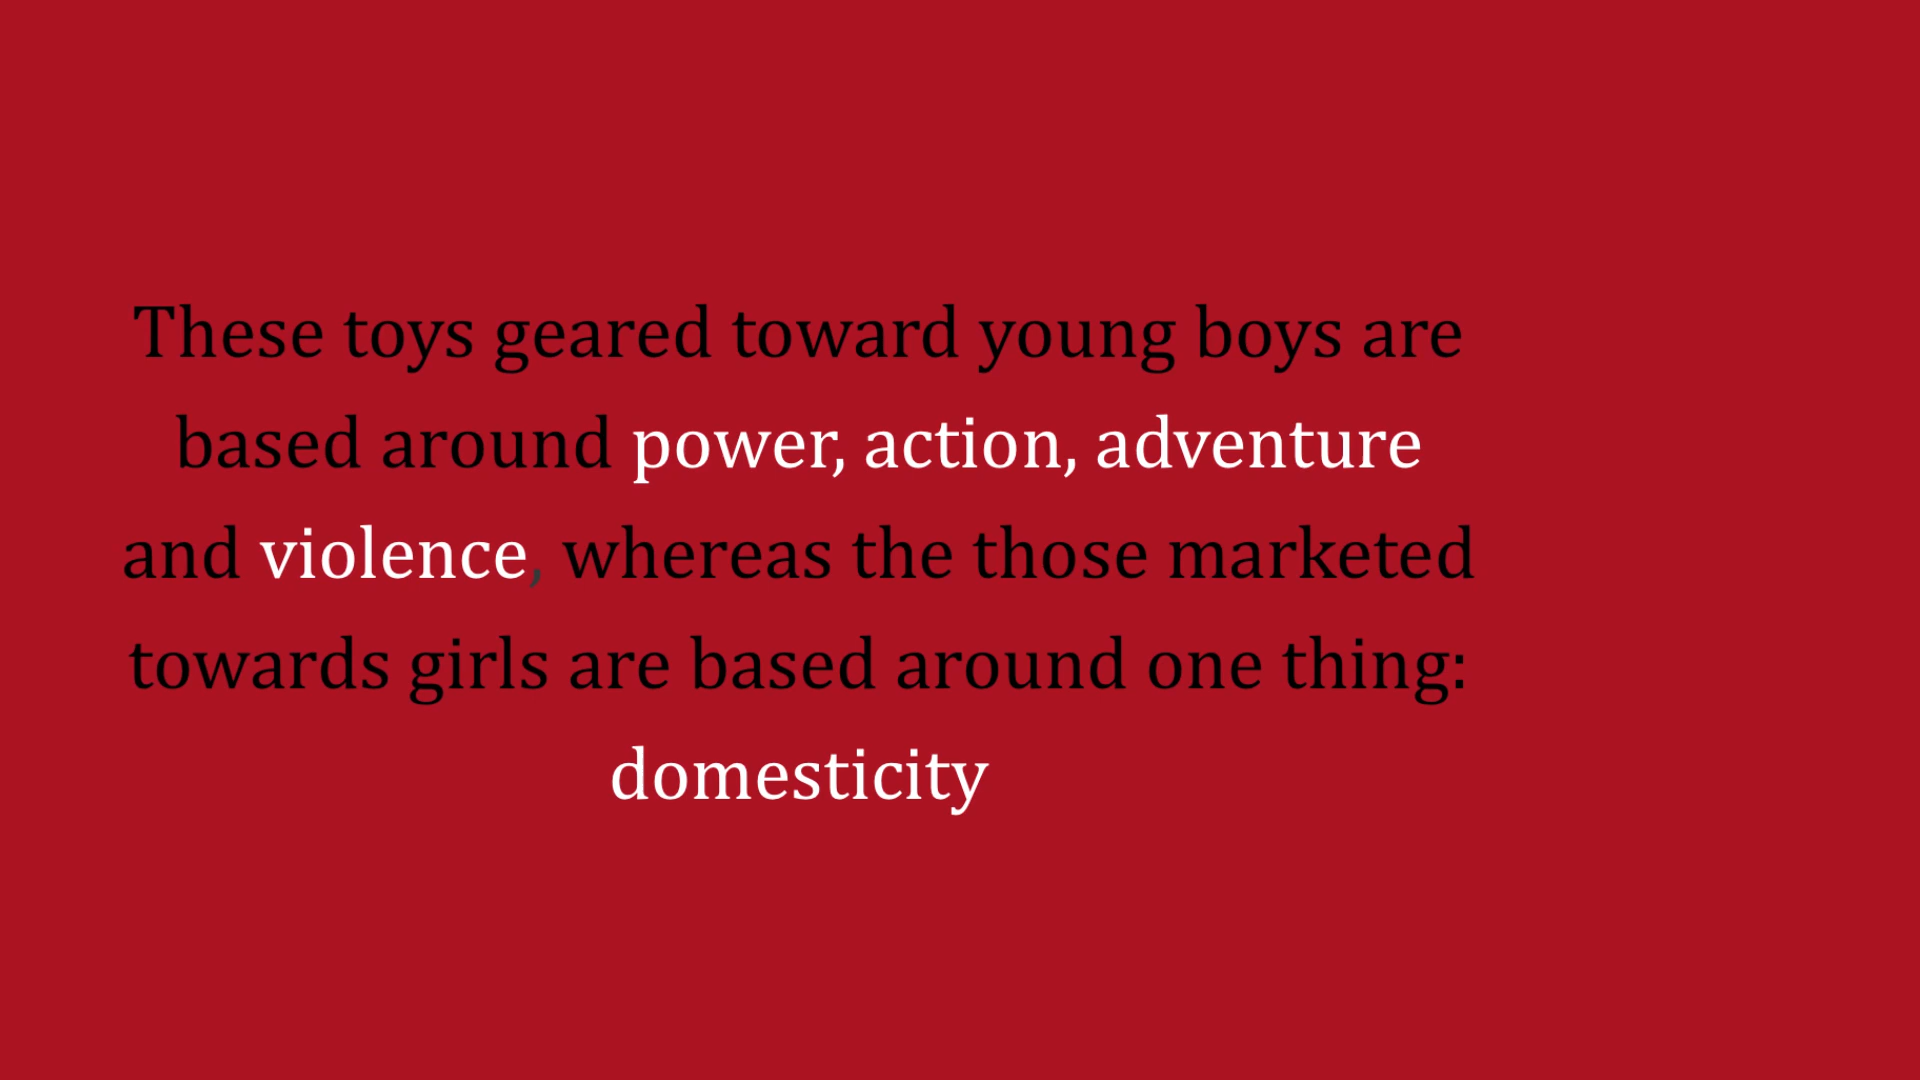 These toys geared toward young boys are
based around power, action, adventure
and violence, whereas the those marketed
towards girls are based around one thing:
domesticity